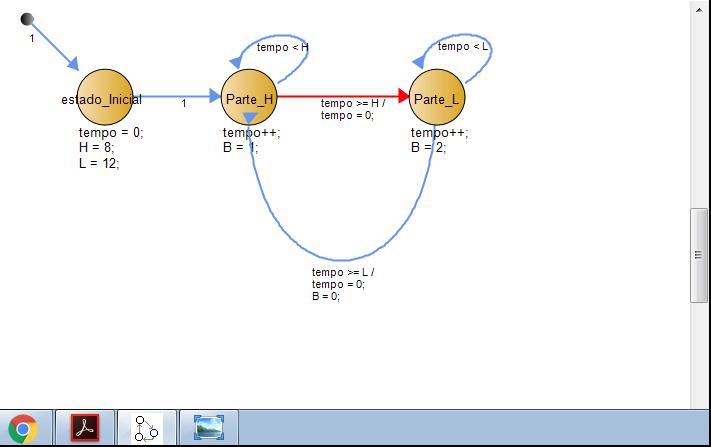 1
estado_Inicial
tempo = 0;
H = 8;
L = 12;
1
tempo < H
Parte_H
tempo++;
B = 1;
tempo >= H /
tempo = 0;
tempo < L
Parte_L
tempo++;
B = 2;
tempo >= L /
tempo = 0;
B = 0;